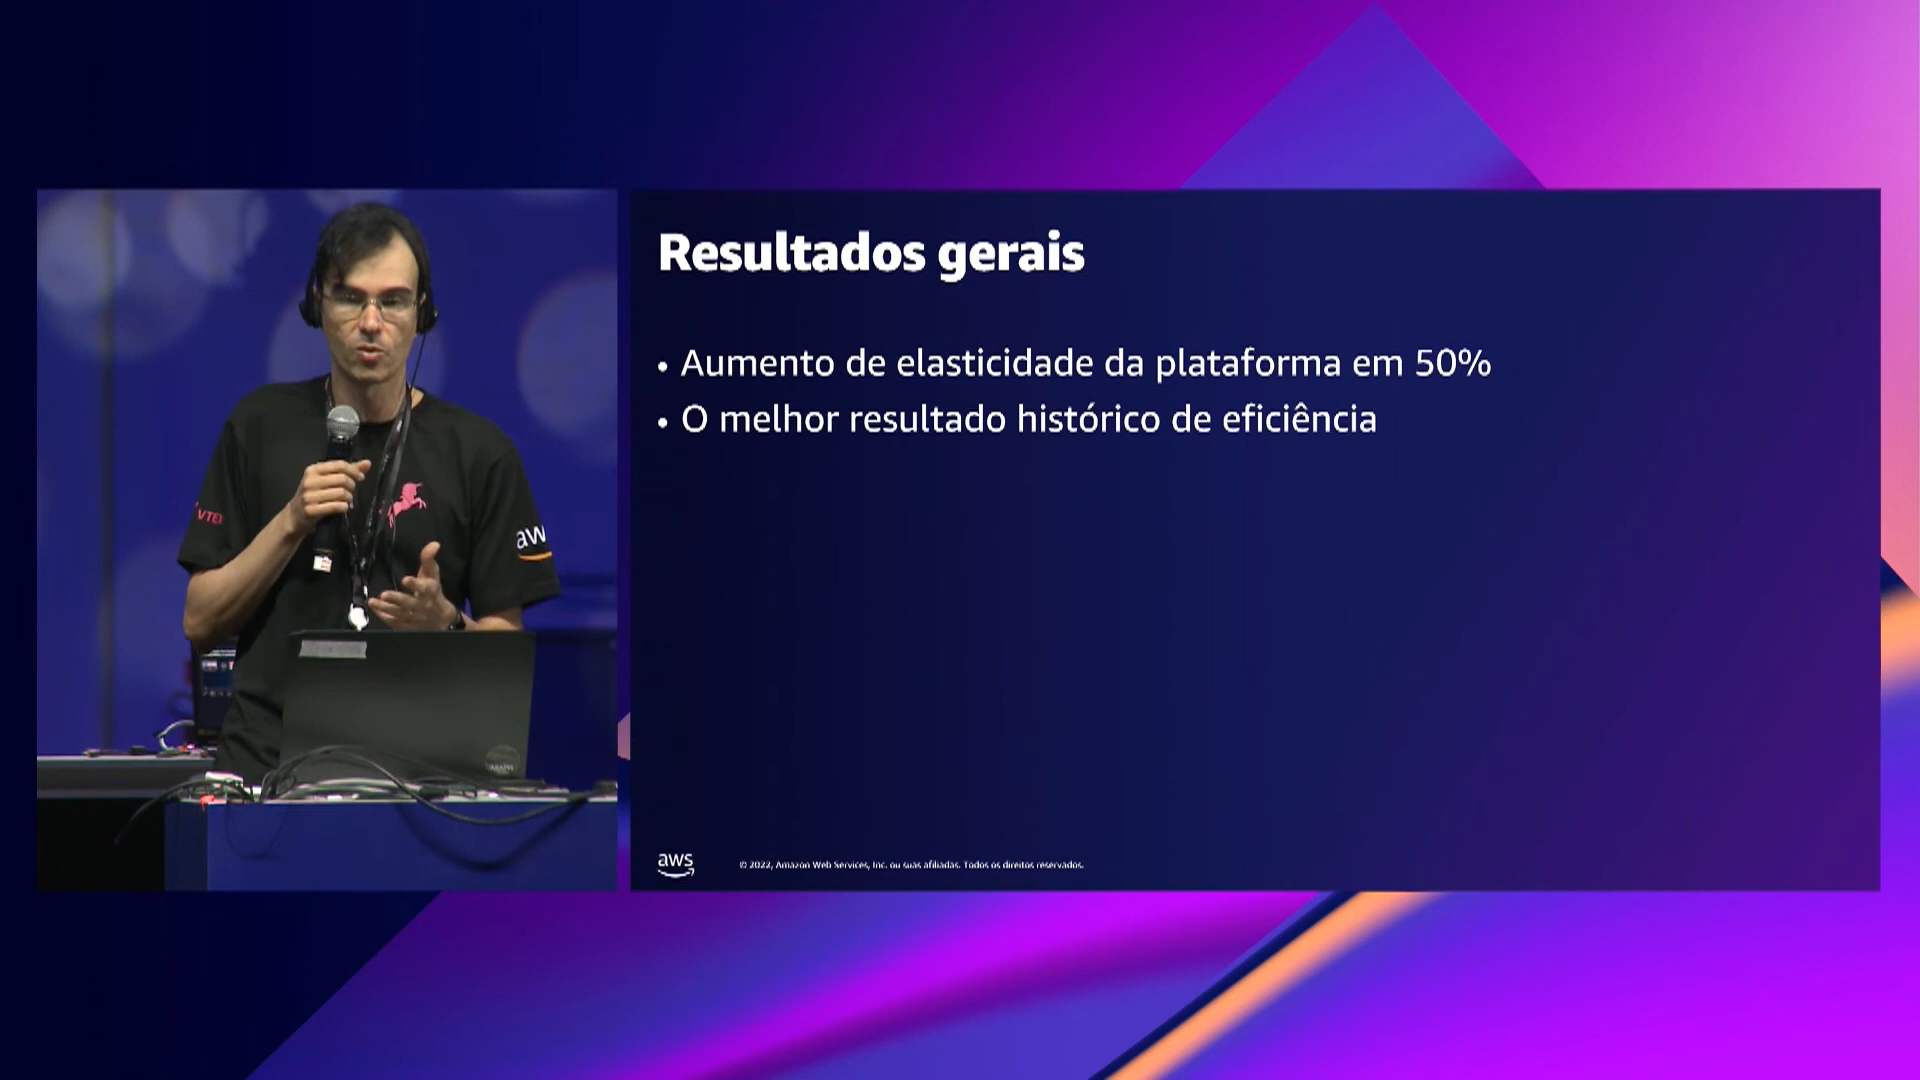 Resultados gerais
• Aumento de elasticidade da plataforma em 50%
• O melhor resultado histórico de eficiência
VTEX
aw
aws
© 2022, Amazon Web Services, Inc. ou suas afiliadas. Todos os direitos reservados.